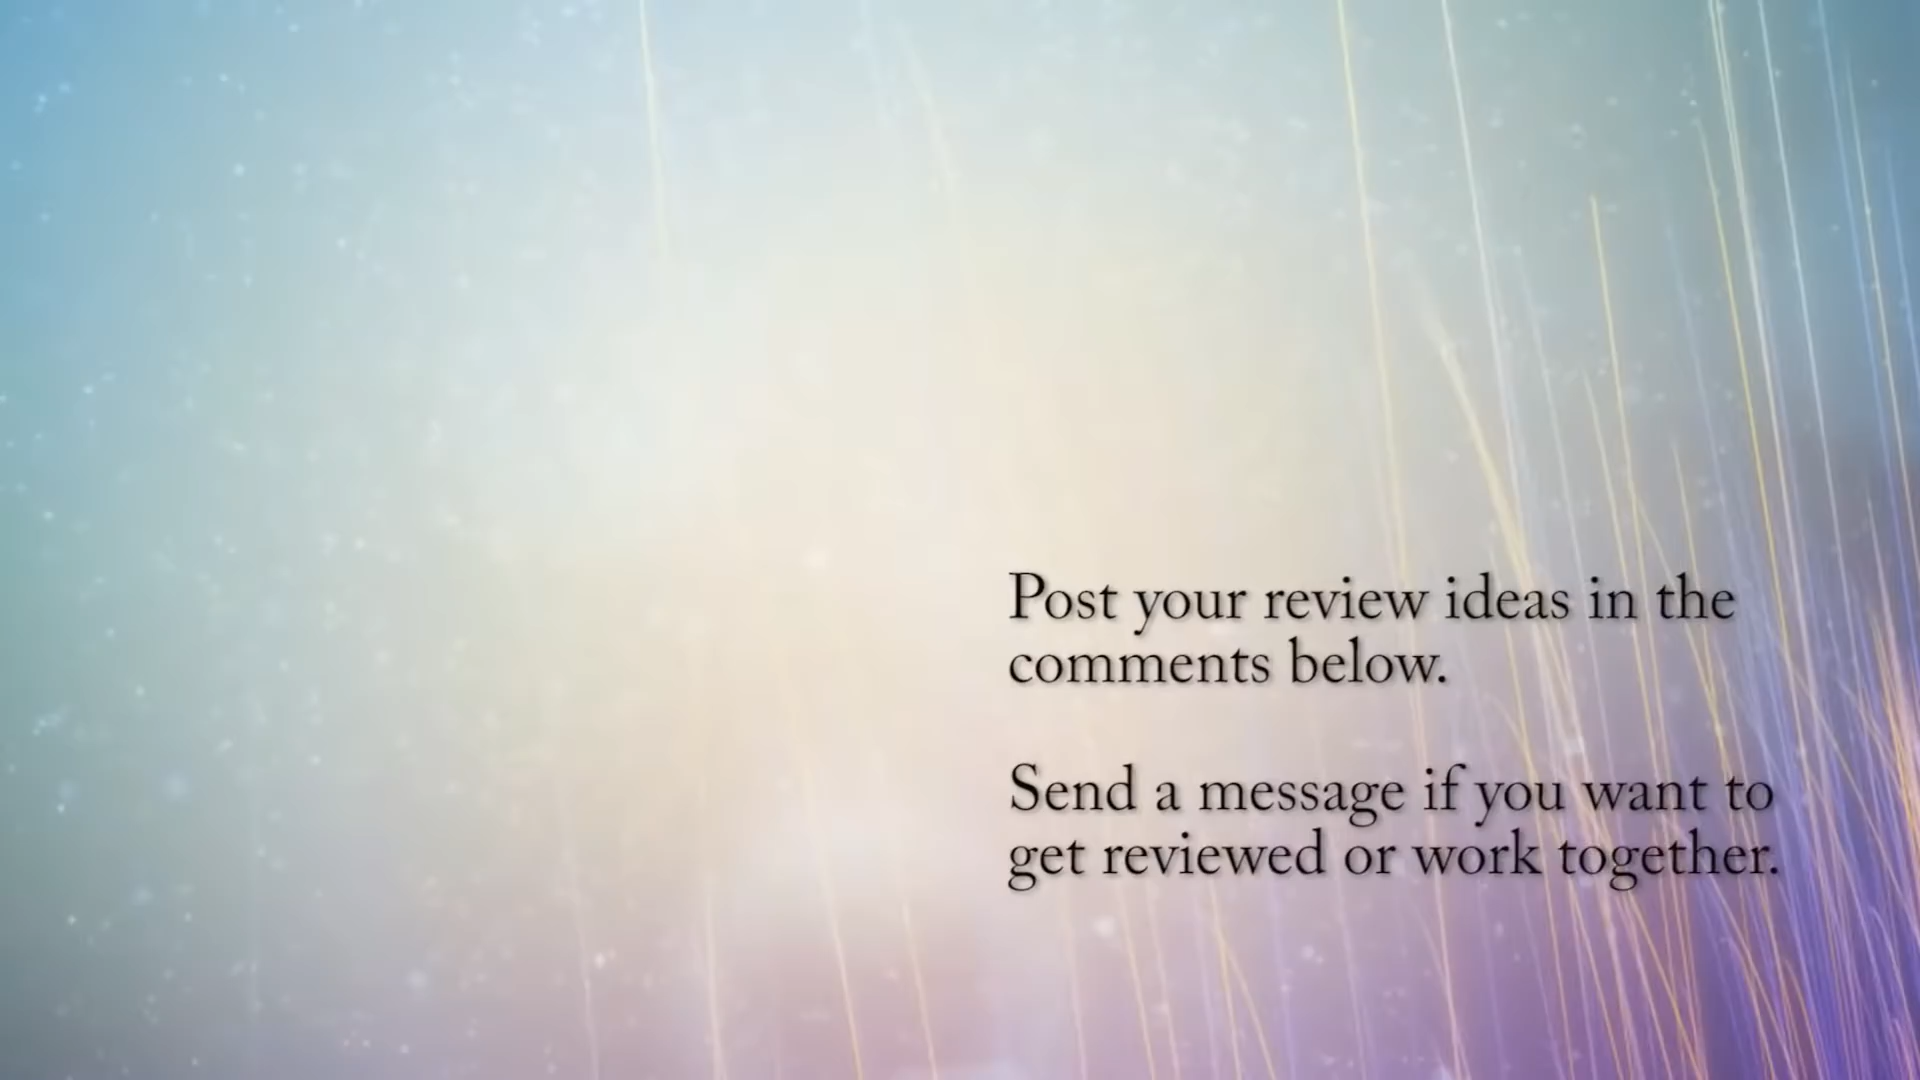 Post your review ideas in the
comments below.
Send a message if you want to
get reviewed or work together.